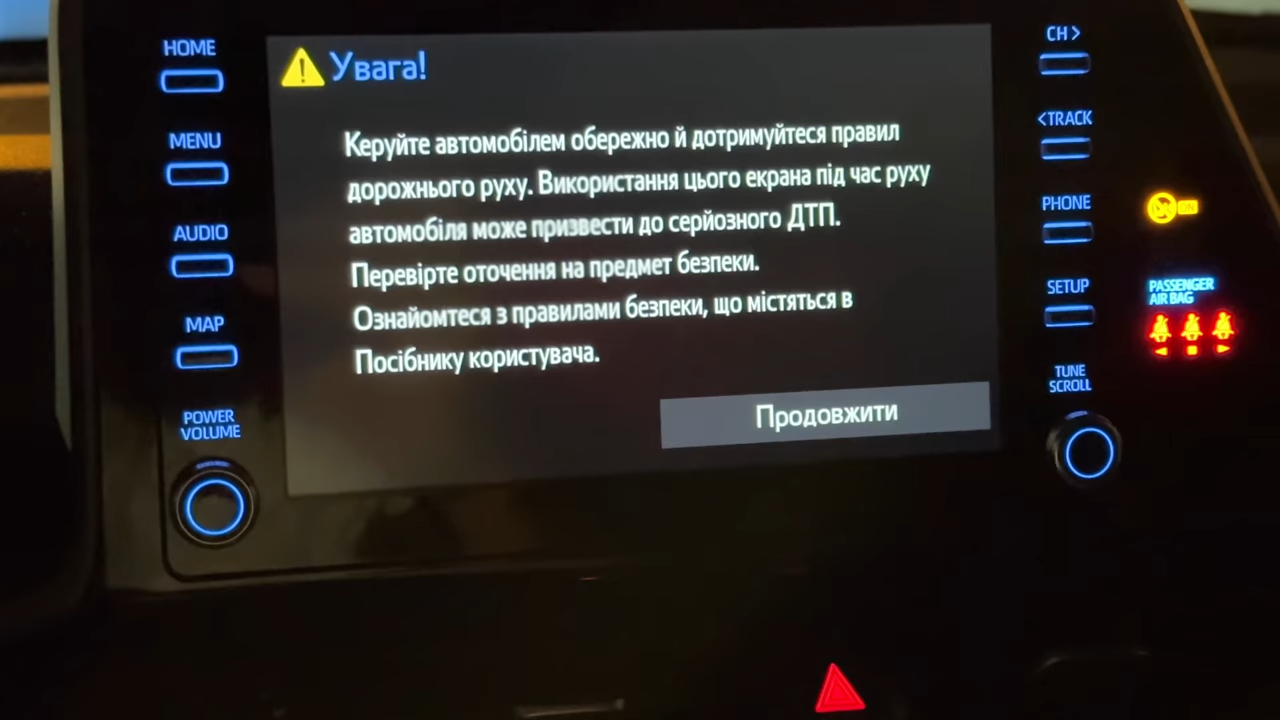 HOME
MENU
AUDIO
MAP
POWER
VOLUME
Увага!
Керуйте автомобілем обережно й дотримуйтеся правил
дорожнього руху. Використання цього екрана під час руху
автомобіля може призвести до серйозного ДТП.
Перевірте оточення на предмет безпеки.
Ознайомтеся з правилами безпеки, що містяться в
Посібнику користувача.
Продовжити
CH >
< TRACK
PHONE
SETUP
TUNE
SCROLL
ON
PASSENGER
AIR BAG